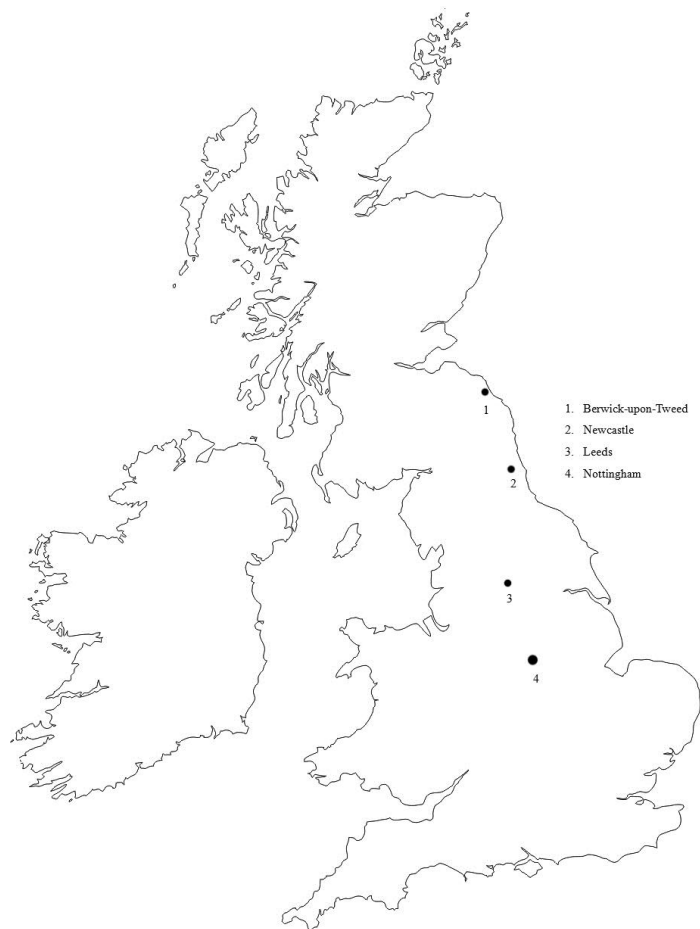 1
1. Berwick-upon-Tweed
2. Newcastle
2
3. Leeds
4. Nottingham
3
4